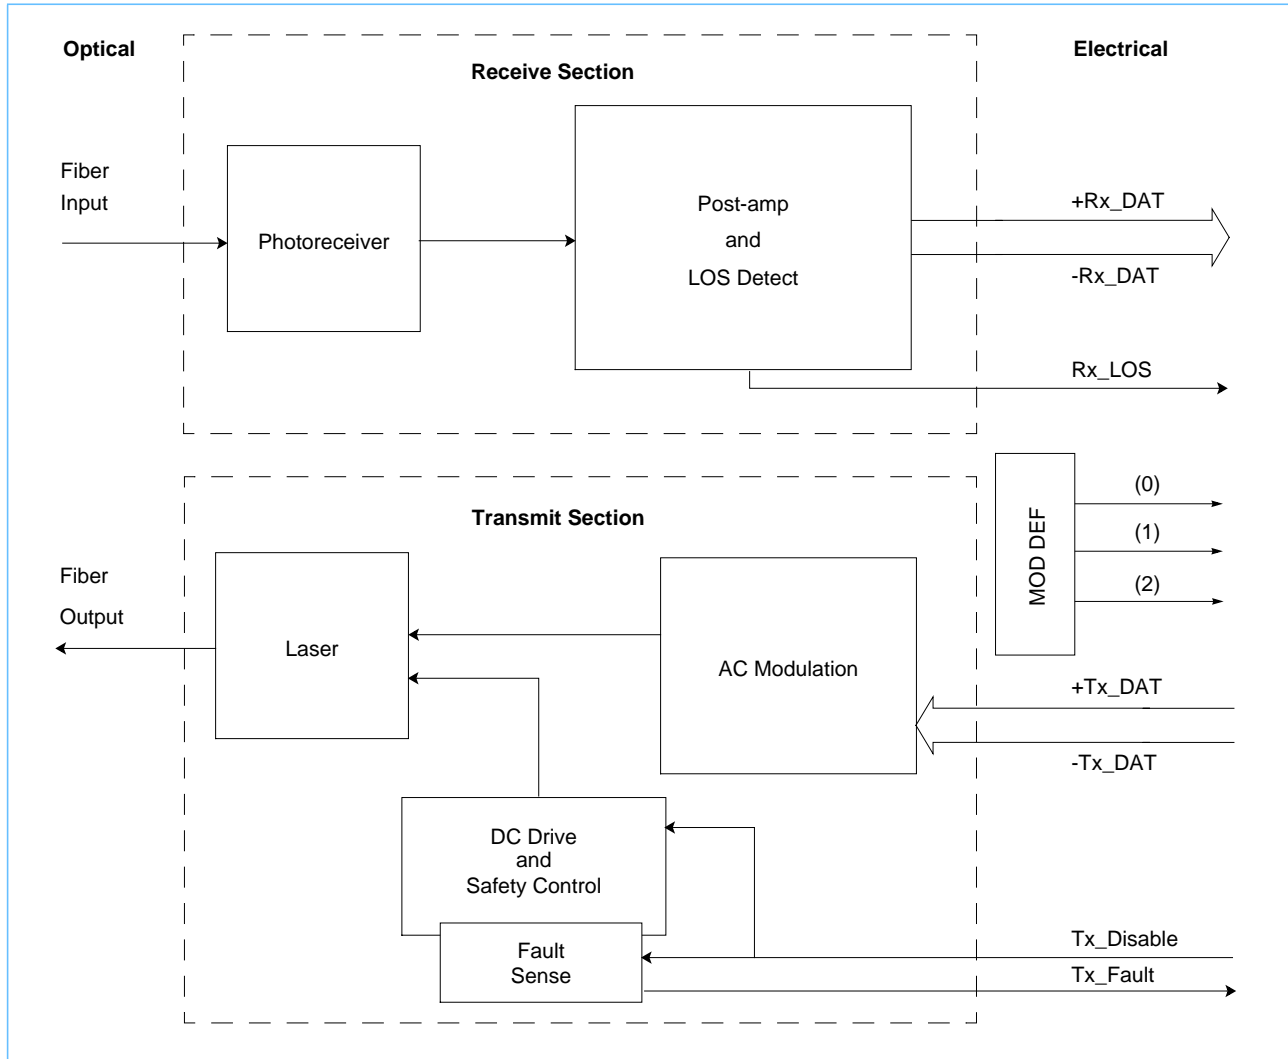 Optical
Electrical
Receive Section
Fiber
Input
Photoreceiver
Post-amp
and
LOS Detect
+Rx_DAT
-Rx_DAT
Rx_LOS
MOD DEF
(0)
(1)
(2)
Transmit Section
Fiber
Output
Laser
AC Modulation
+Tx_DAT
-Tx_DAT
DC Drive
and
Safety Control
Fault
Sense
Tx_Disable
Tx_Fault